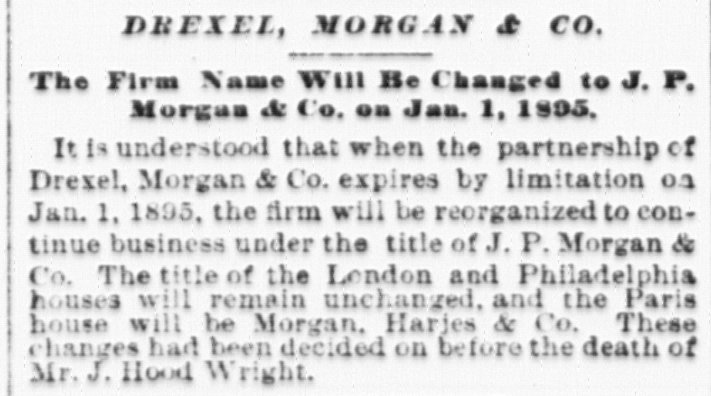 DREXEL, MORGAN & CO.
The Firm Name Will Be Changed to J. P.
Morgan & Co. on Jan. 1, 1895.
It is understood that when the partnership of
Drexel, Morgan & Co. expires by limitation on
Jan. 1, 1895, the firm will be reorganized to con-
tinue business under the title of J. P. Morgan &
Co. The title of the London and Philadelphia
houses will remain unchanged, and the Paris
house will be Morgan, Harjes & Co. These
changes had been decided on before the death of
Mr. J. Hood Wright.